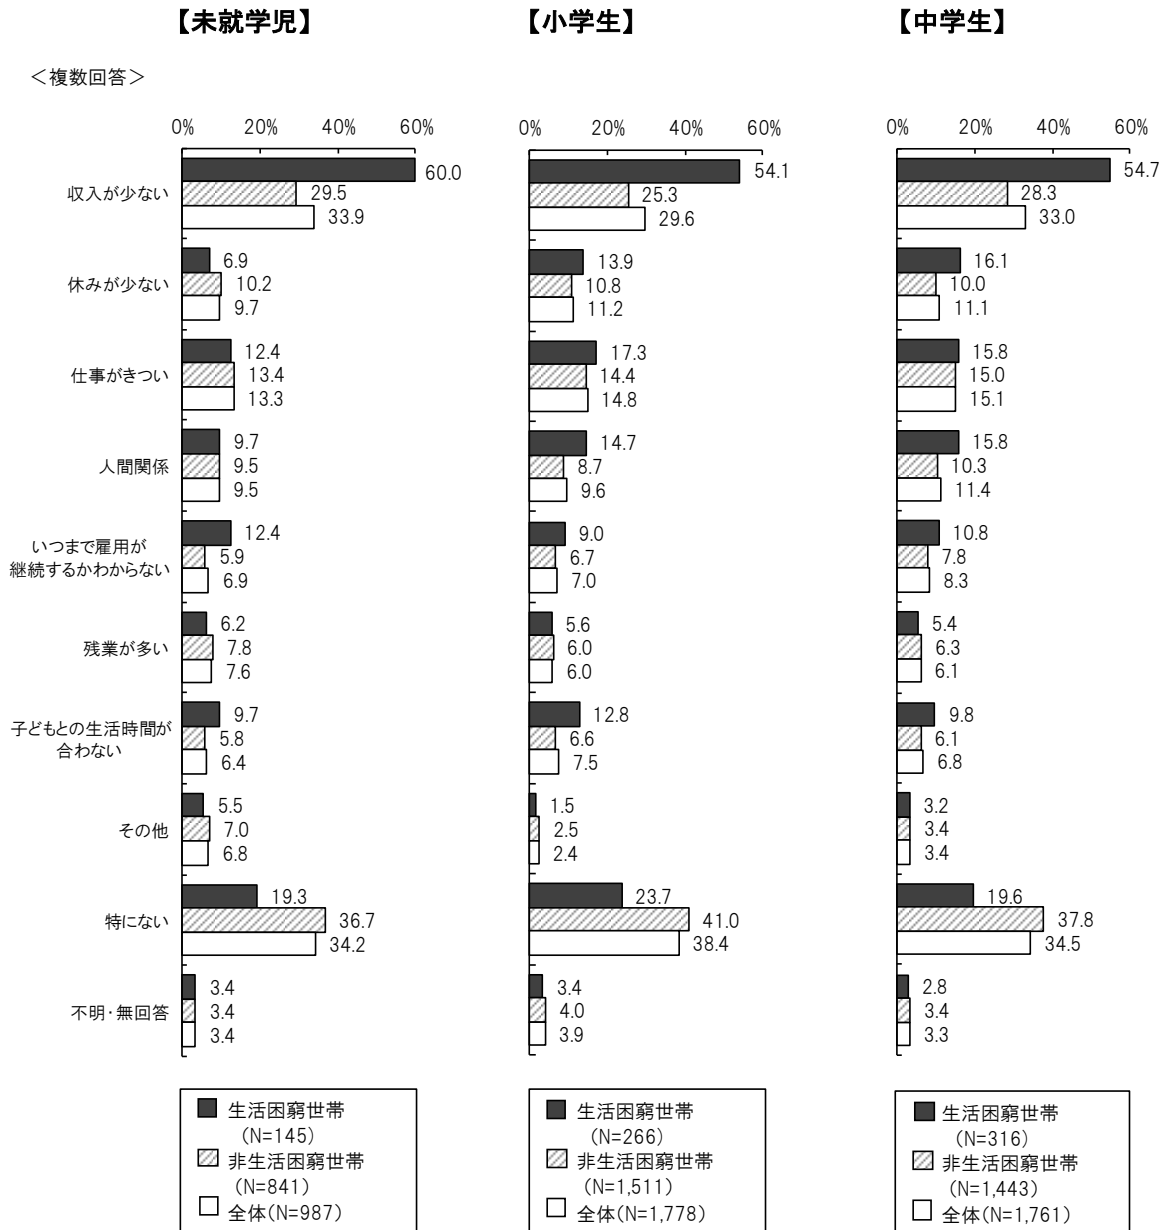 【未就学児】
【小学生】
【中学生】
＜複数回答＞
0% 20% 40% 60%
0% 20% 40% 60%
0% 20% 40% 60%
収入が少ない
60.0 54.1 54.7
29.5 25.3 28.3
33.9 29.6 33.0
休みが少ない
6.9 13.9 16.1
10.2 10.8 10.0
9.7 11.2 11.1
仕事がきつい
12.4 17.3 15.8
13.4 14.4 15.0
13.3 14.8 15.1
人間関係
9.7 14.7 15.8
9.5 8.7 10.3
9.5 9.6 11.4
いつまで雇用が
継続するかわからない
12.4 9.0 10.8
5.9 6.7 7.8
6.9 7.0 8.3
残業が多い
6.2 5.6 5.4
7.8 6.0 6.3
7.6 6.0 6.1
子どもとの生活時間が
合わない
9.7 12.8 9.8
5.8 6.6 6.1
6.4 7.5 6.8
その他
5.5 1.5 3.2
7.0 2.5 3.4
6.8 2.4 3.4
特にない
19.3 23.7 19.6
36.7 41.0 37.8
34.2 38.4 34.5
不明・無回答
3.4 3.4 2.8
3.4 4.0 3.4
3.4 3.9 3.3
生活困窮世帯
（N=145）
非生活困窮世帯
（N=841）
全体（N=987）
生活困窮世帯
（N=266）
非生活困窮世帯
（N=1,511）
全体（N=1,778）
生活困窮世帯
（N=316）
非生活困窮世帯
（N=1,443）
全体（N=1,761）